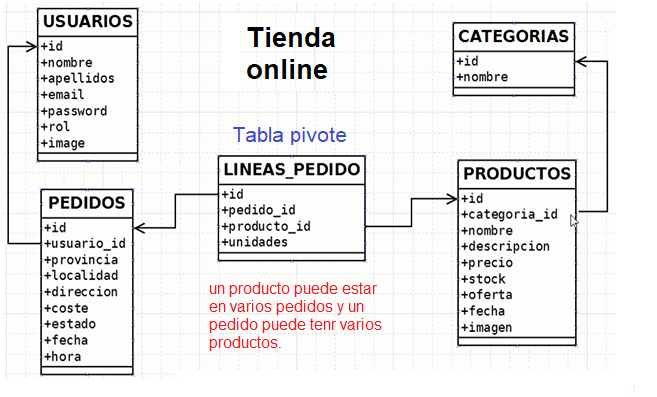 USUARIOS
+id
+nombre
+apellidos
+email
+password
+rol
+image
Tienda
online
CATEGORIAS
+id
+nombre
Tabla pivote
PEDIDOS
+id
+usuario_id
+provincia
+localidad
+direccion
+coste
+estado
+fecha
+hora
LINEAS_PEDIDO
+id
+pedido_id
+producto_id
+unidades
PRODUCTOS
+id
+categoria_id
+nombre
+descripcion
+precio
+stock
+oferta
+fecha
+imagen
un producto puede estar
en varios pedidos y un
pedido puede tenr varios
productos.